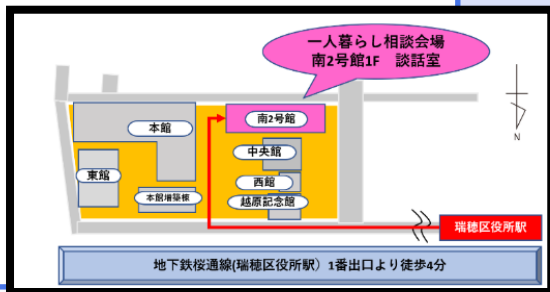 一人暮らし相談会場
南2号館1F 談話室
本館
南2号館
中央館
東館
西館
本館増築棟
越原記念館
N
瑞穂区役所駅
地下鉄桜通線(瑞穂区役所駅）1番出口より徒歩4分